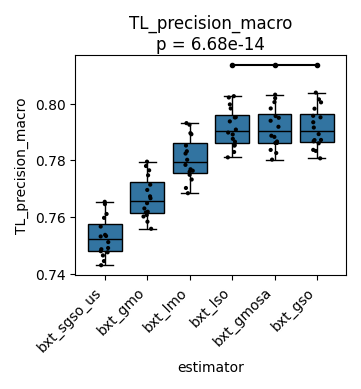 TL_precision_macro
p = 6.68e-14
TL_precision_macro
0.80
0.78
0.76
0.74
bxt_sgso_us
bxt_gmo
bxt_lmo
bxt_lso
bxt_gmosa
bxt_gso
estimator